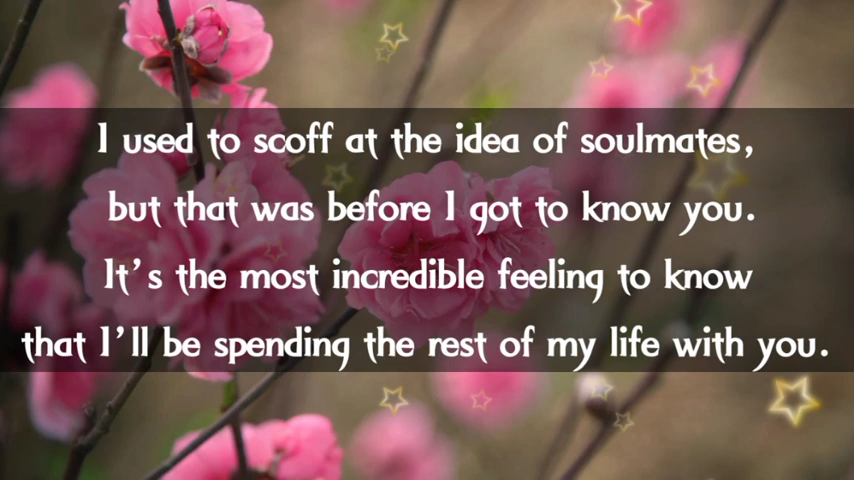 I used to scoff at the idea of soulmates,
but that was before I got to know you.
It's the most incredible feeling to know
that I'll be spending the rest of my life with you.